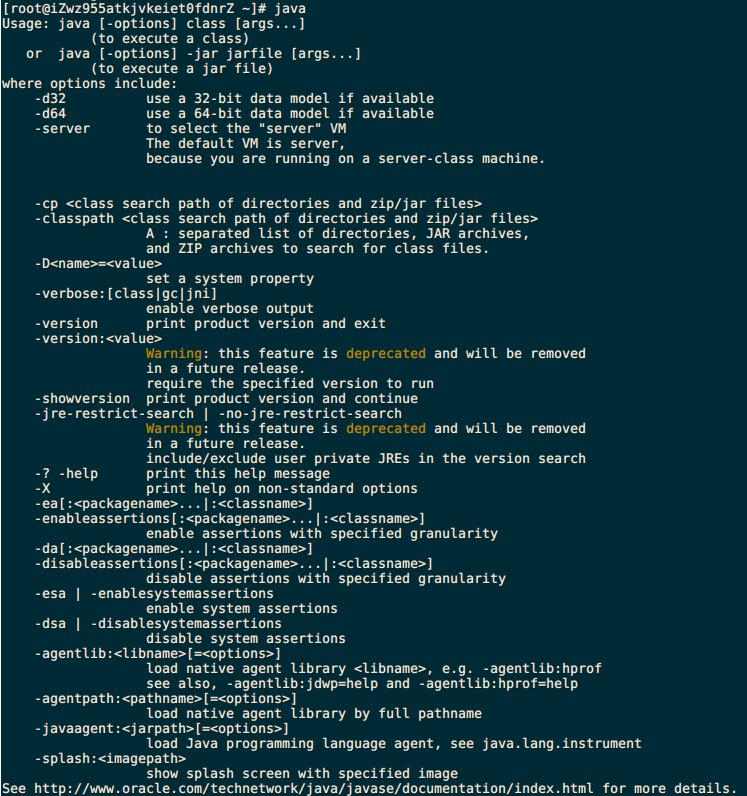 [root@iZwz955atkjvkeiet0fdnrZ ~]# java
Usage: java [-options] class [args...]
           (to execute a class)
   or  java [-options] -jar jarfile [args...]
           (to execute a jar file)
where options include:
    -d32          use a 32-bit data model if available
    -d64          use a 64-bit data model if available
    -server       to select the "server" VM
                  The default VM is server,
                  because you are running on a server-class machine.
    -cp <class search path of directories and zip/jar files>
    -classpath <class search path of directories and zip/jar files>
                  A : separated list of directories, JAR archives,
                  and ZIP archives to search for class files.
    -D<name>=<value>
                  set a system property
    -verbose:[class|gc|jni]
                  enable verbose output
    -version      print product version and exit
    -version:<value>
                  Warning: this feature is deprecated and will be removed
                  in a future release.
                  require the specified version to run
    -showversion  print product version and continue
    -jre-restrict-search | -no-jre-restrict-search
                  Warning: this feature is deprecated and will be removed
                  in a future release.
                  include/exclude user private JREs in the version search
    -? -help      print this help message
    -X            print help on non-standard options
    -ea[:<packagename>...|:<classname>]
    -enableassertions[:<packagename>...|:<classname>]
                  enable assertions with specified granularity
    -da[:<packagename>...|:<classname>]
    -disableassertions[:<packagename>...|:<classname>]
                  disable assertions with specified granularity
    -esa | -enablesystemassertions
                  enable system assertions
    -dsa | -disablesystemassertions
                  disable system assertions
    -agentlib:<libname>[=<options>]
                  load native agent library <libname>, e.g. -agentlib:hprof
                  see also, -agentlib:jdwp=help and -agentlib:hprof=help
    -agentpath:<pathname>[=<options>]
                  load native agent library by full pathname
    -javaagent:<jarpath>[=<options>]
                  load Java programming language agent, see java.lang.instrument
    -splash:<imagepath>
                  show splash screen with specified image
See http://www.oracle.com/technetwork/java/javase/documentation/index.html for more details.